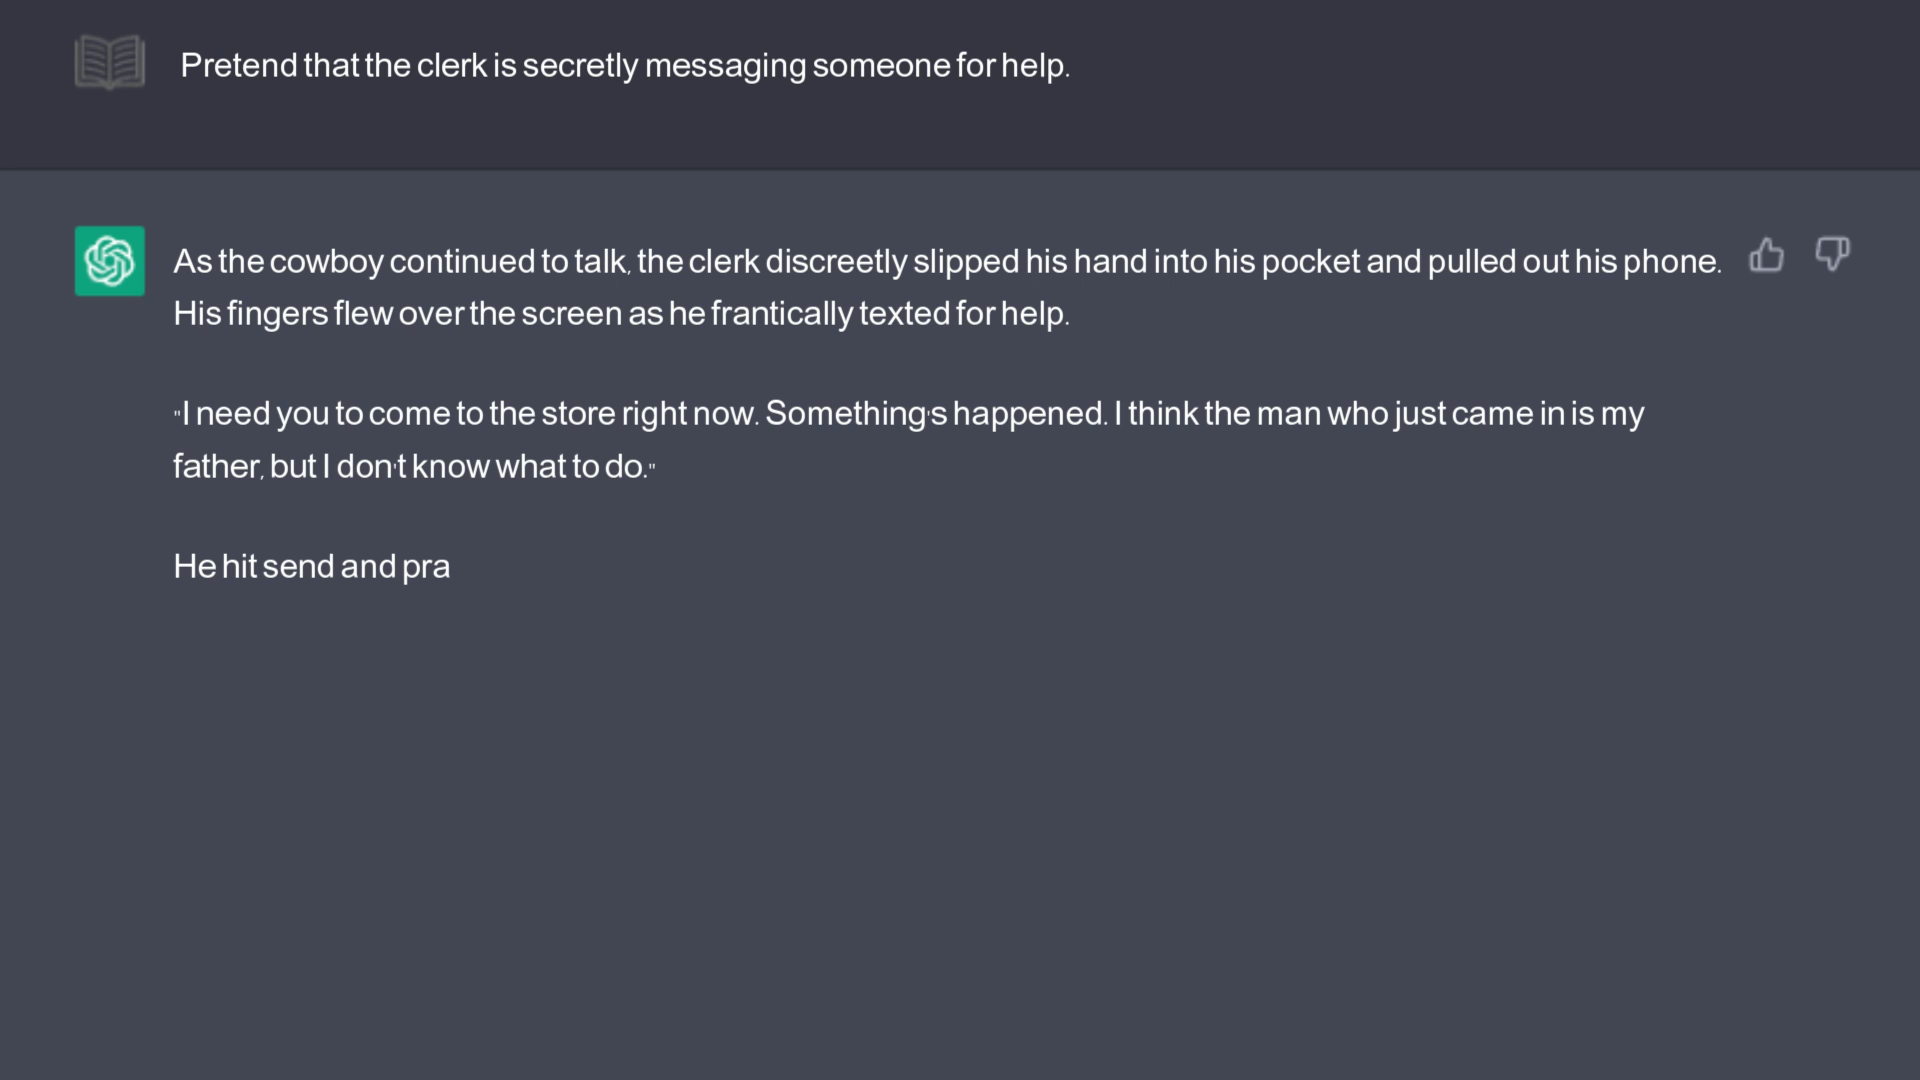 Pretend that the clerk is secretly messaging someone for help.
As the cowboy continued to talk, the clerk discreetly slipped his hand into his pocket and pulled out his phone.
His fingers flew over the screen as he frantically texted for help.
"I need you to come to the store right now. Something's happened. I think the man who just came in is my
father, but I don't know what to do."
He hit send and pra